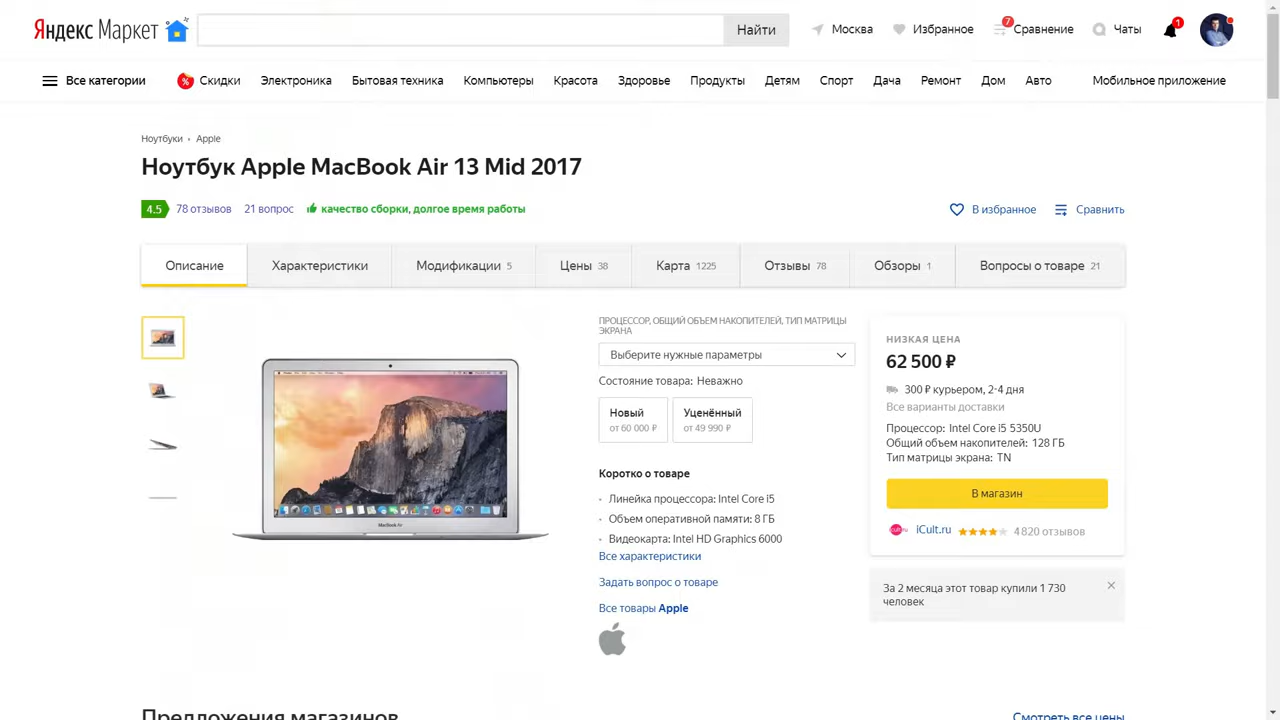 Яндекс Маркет
Найти
Москва
Избранное
7
Сравнение
Чаты
1
Все категории
%
Скидки
Электроника
Бытовая техника
Компьютеры
Красота
Здоровье
Продукты
Детям
Спорт
Дача
Ремонт
Дом
Авто
Мобильное приложение
Ноутбуки • Apple
Ноутбук Apple MacBook Air 13 Mid 2017
4.5 78 отзывов 21 вопрос качество сборки, долгое время работы
В избранное
Сравнить
Описание
Характеристики
Модификации 5
Цены 38
Карта 1225
Отзывы 78
Обзоры 1
Вопросы о товаре 21
MacBook Air
ПРОЦЕССОР, ОБЩИЙ ОБЪЕМ НАКОПИТЕЛЕЙ, ТИП МАТРИЦЫ
ЭКРАНА
Выберите нужные параметры
Состояние товара: Неважно
Новый
от 60 000 ₽
Уценённый
от 49 990 ₽
Коротко о товаре
Линейка процессора: Intel Core i5
Объем оперативной памяти: 8 ГБ
Видеокарта: Intel HD Graphics 6000
Все характеристики
Задать вопрос о товаре
Все товары Apple
НИЗКАЯ ЦЕНА
62 500 ₽
300 ₽ курьером, 2-4 дня
Все варианты доставки
Процессор: Intel Core i5 5350U
Общий объем накопителей: 128 ГБ
Тип матрицы экрана: TN
В магазин
iCult.ru 4 820 отзывов
За 2 месяца этот товар купили 1 730
человек
Предложения магазинов
Смотреть все цены